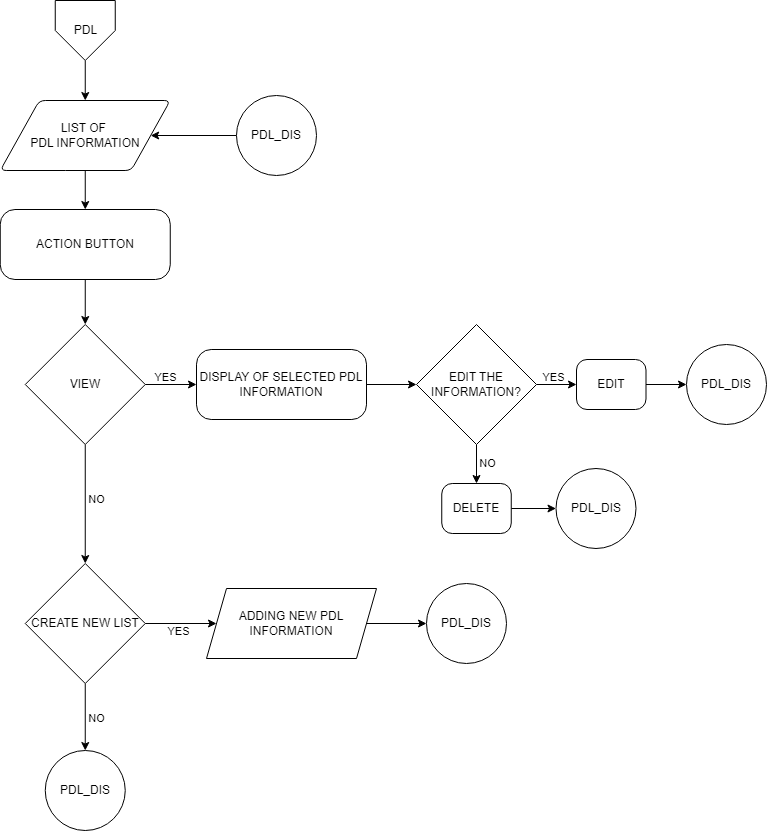 PDL
LIST OF
PDL INFORMATION
PDL_DIS
ACTION BUTTON
VIEW
YES
DISPLAY OF SELECTED PDL
INFORMATION
EDIT THE
INFORMATION?
YES
EDIT
PDL_DIS
NO
DELETE
PDL_DIS
NO
CREATE NEW LIST
YES
ADDING NEW PDL
INFORMATION
PDL_DIS
NO
PDL_DIS